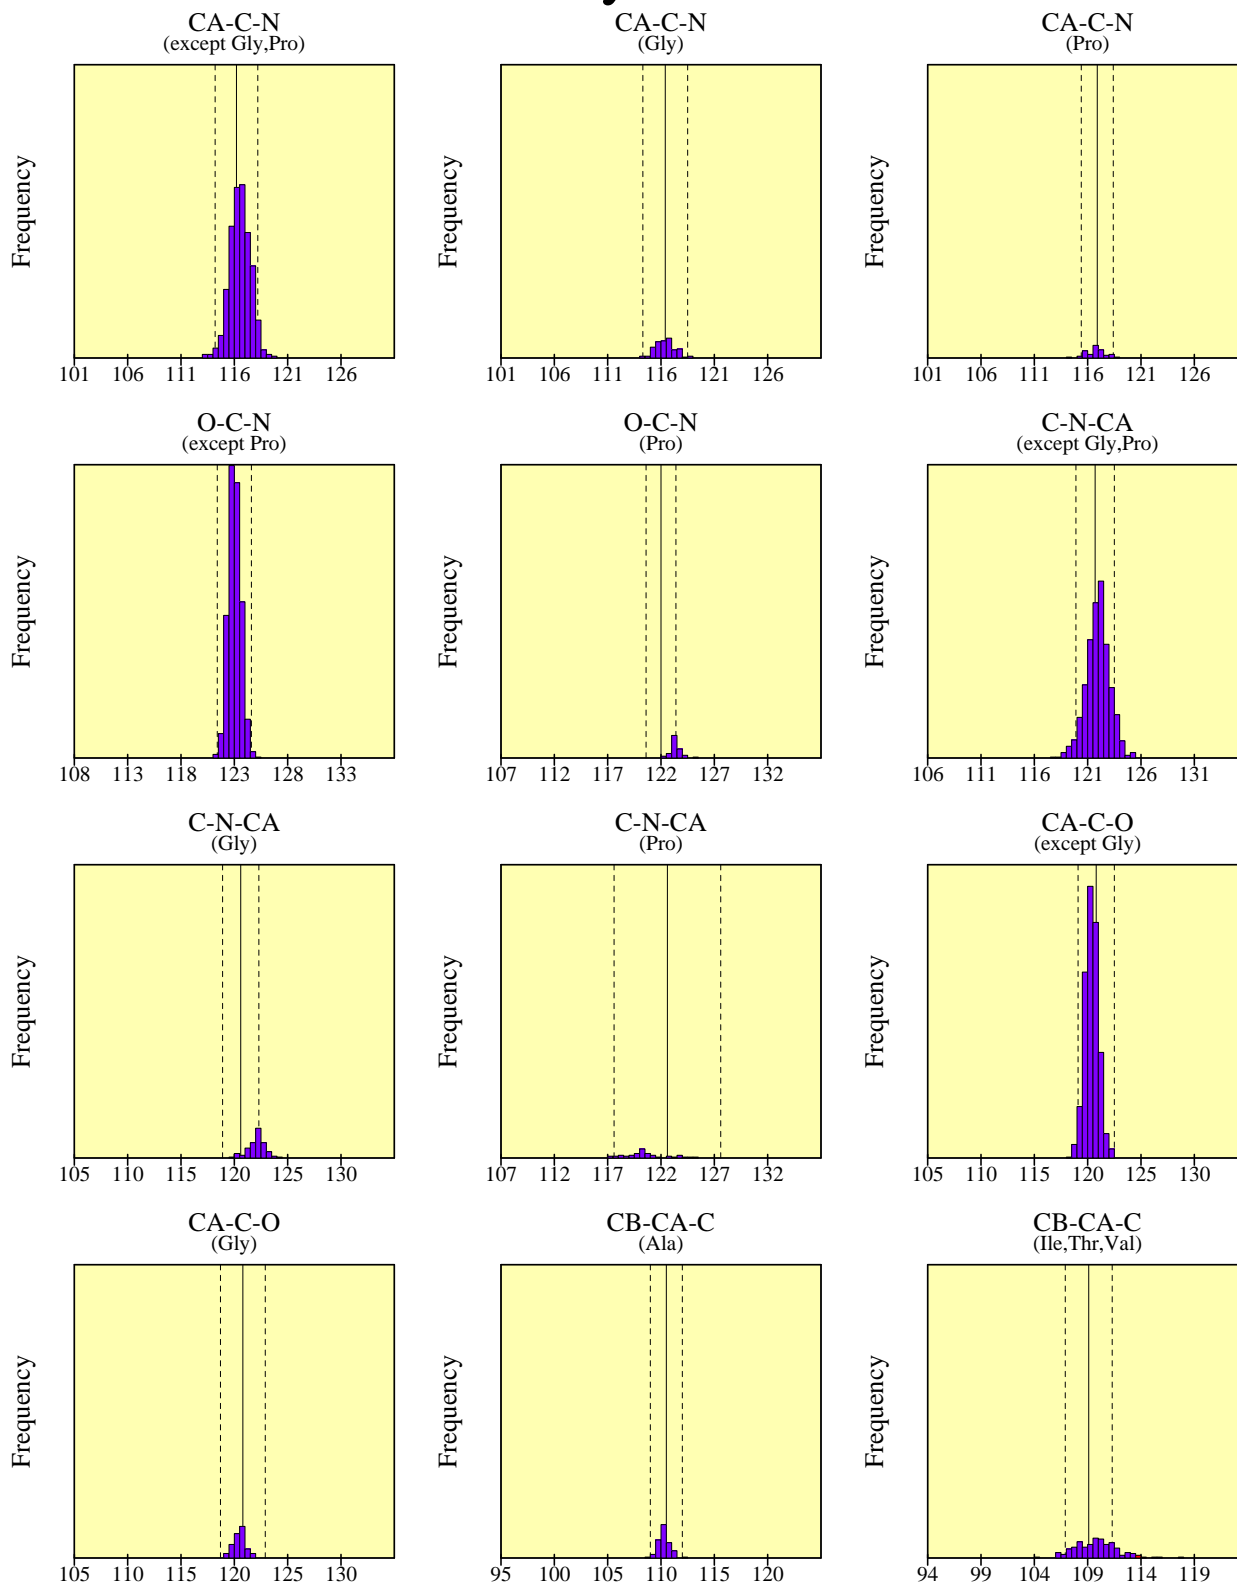 CA-C-N CA-C-N CA-C-N
(except Gly,Pro) (Gly) (Pro)
Frequency Frequency Frequency
101 106 111 116 121 126 101 106 111 116 121 126 101 106 111 116 121 126
O-C-N O-C-N C-N-CA
(except Pro) (Pro) (except Gly,Pro)
Frequency Frequency Frequency
108 113 118 123 128 133 107 112 117 122 127 132 106 111 116 121 126 131
C-N-CA C-N-CA CA-C-O
(Gly) (Pro) (except Gly)
Frequency Frequency Frequency
105 110 115 120 125 130 107 112 117 122 127 132 105 110 115 120 125 130
CA-C-O CB-CA-C CB-CA-C
(Gly) (Ala) (Ile,Thr,Val)
Frequency Frequency Frequency
105 110 115 120 125 130 95 100 105 110 115 120 94 99 104 109 114 119